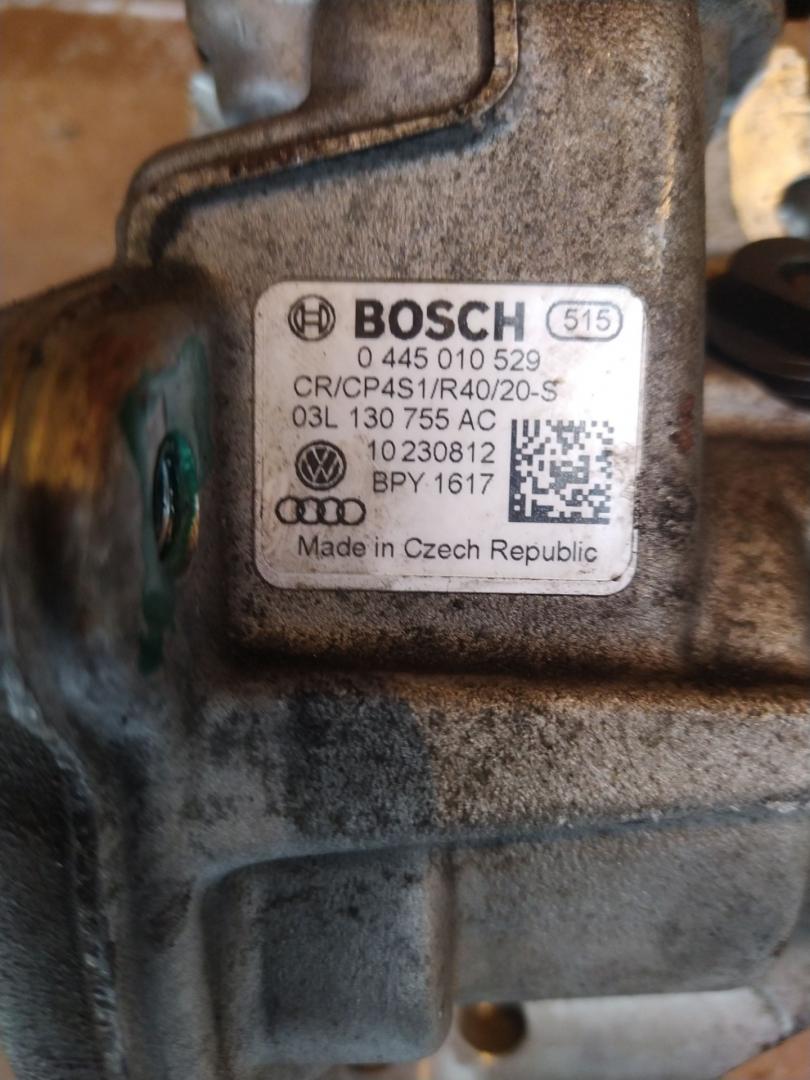 BOSCH 515
0 445 010 529
CR/CP4S1/R40/20-S
03L 130 755 AC
10 230812
BPY 1617
Made in Czech Republic